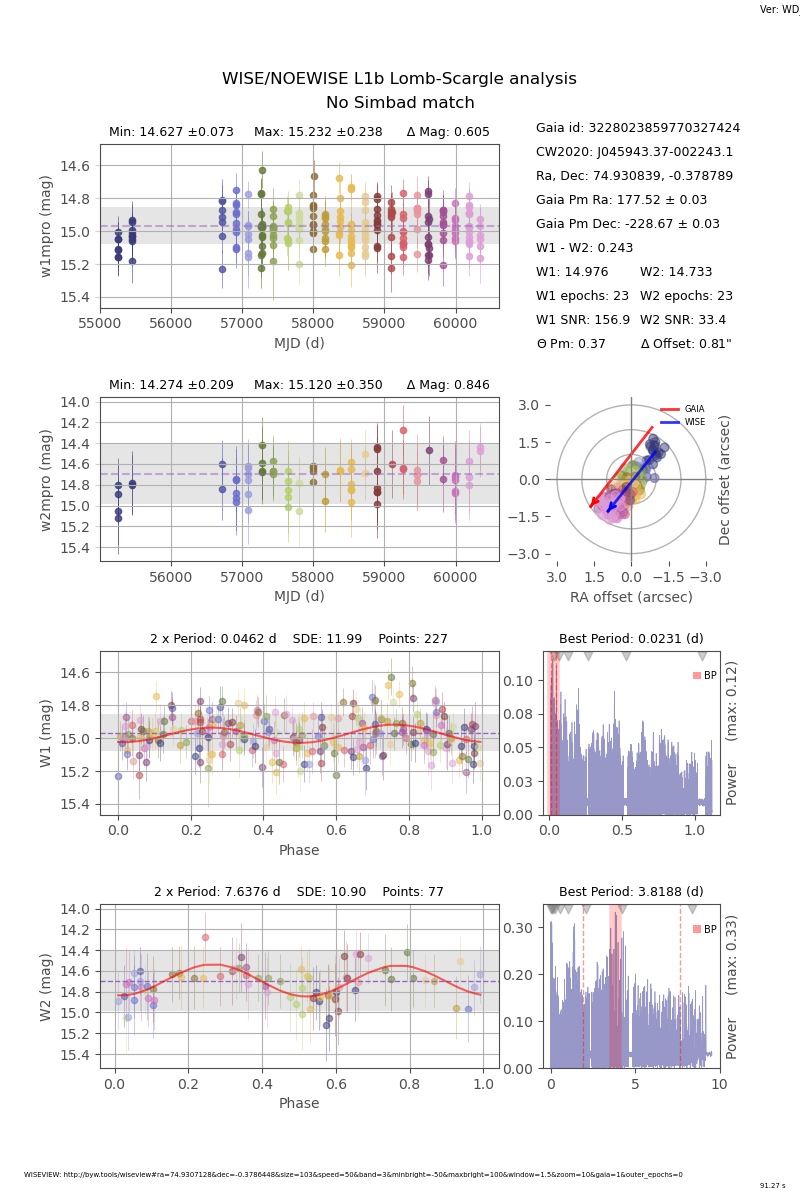 Ver: WD_
WISE/NOEWISE L1b Lomb-Scargle analysis
No Simbad match
Min: 14.627 ±0.073 Max: 15.232 ±0.238 Δ Mag: 0.605
14.6
14.8
15.0
15.2
15.4
w1mpro (mag)
55000 56000 57000 58000 59000 60000
MJD (d)
Gaia id: 3228023859770327424
CW2020: J045943.37-002243.1
Ra, Dec: 74.930839, -0.378789
Gaia Pm Ra: 177.52 ± 0.03
Gaia Pm Dec: -228.67 ± 0.03
W1 - W2: 0.243
W1: 14.976 W2: 14.733
W1 epochs: 23 W2 epochs: 23
W1 SNR: 156.9 W2 SNR: 33.4
Θ Pm: 0.37 Δ Offset: 0.81"
Min: 14.274 ±0.209 Max: 15.120 ±0.350 Δ Mag: 0.846
14.0
14.2
14.4
14.6
14.8
15.0
15.2
15.4
w2mpro (mag)
56000 57000 58000 59000 60000
MJD (d)
GAIA
WISE
3.0
1.5
0.0
−1.5
−3.0
Dec offset (arcsec)
3.0 1.5 0.0 −1.5 −3.0
RA offset (arcsec)
2 x Period: 0.0462 d SDE: 11.99 Points: 227
14.6
14.8
15.0
15.2
15.4
W1 (mag)
0.0 0.2 0.4 0.6 0.8 1.0
Phase
Best Period: 0.0231 (d)
BP
0.10
0.08
0.05
0.03
0.00
Power (max: 0.12)
0.0 0.5 1.0
2 x Period: 7.6376 d SDE: 10.90 Points: 77
14.0
14.2
14.4
14.6
14.8
15.0
15.2
15.4
W2 (mag)
0.0 0.2 0.4 0.6 0.8 1.0
Phase
Best Period: 3.8188 (d)
BP
0.30
0.20
0.10
0.00
Power (max: 0.33)
0 5 10
WISEVIEW: http://byw.tools/wiseview#ra=74.9307128&dec=-0.3786448&size=103&speed=50&band=3&minbright=-50&maxbright=100&window=1.5&zoom=10&gaia=1&outer_epochs=0
91.27 s